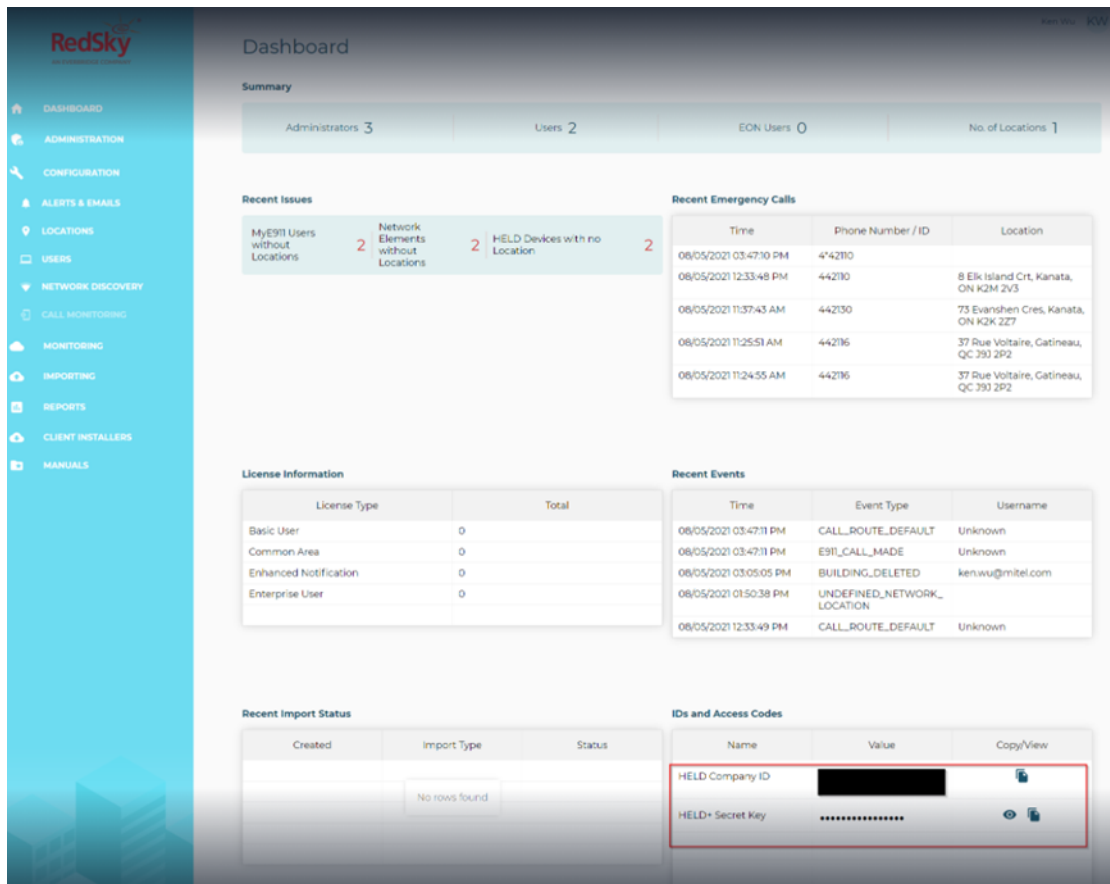 RedSky
AN EVERBRIDGE COMPANY
Ken Wu KW
Dashboard
DASHBOARD
ADMINISTRATION
CONFIGURATION
ALERTS & EMAILS
LOCATIONS
USERS
NETWORK DISCOVERY
CALL MONITORING
MONITORING
IMPORTING
REPORTS
CLIENT INSTALLERS
MANUALS
Summary
Administrators 3 Users 2 EON Users 0 No. of Locations 1
Recent Issues
MyE911 Users
without
Locations
2
Network
Elements
without
Locations
2
HELD Devices with no
Location
2
Recent Emergency Calls
Time Phone Number / ID Location
08/05/2021 03:47:10 PM 4*42110
08/05/2021 12:33:48 PM 442110 8 Elk Island Crt, Kanata,
ON K2M 2V3
08/05/2021 11:37:43 AM 442130 73 Evanshen Cres, Kanata,
ON K2K 2Z7
08/05/2021 11:25:51 AM 442116 37 Rue Voltaire, Gatineau,
QC J9J 2P2
08/05/2021 11:24:55 AM 442116 37 Rue Voltaire, Gatineau,
QC J9J 2P2
License Information
License Type Total
Basic User 0
Common Area 0
Enhanced Notification 0
Enterprise User 0
Recent Events
Time Event Type Username
08/05/2021 03:47:11 PM CALL_ROUTE_DEFAULT Unknown
08/05/2021 03:47:11 PM E911_CALL_MADE Unknown
08/05/2021 03:05:05 PM BUILDING_DELETED ken.wu@mitel.com
08/05/2021 01:50:38 PM UNDEFINED_NETWORK_
LOCATION
08/05/2021 12:33:49 PM CALL_ROUTE_DEFAULT Unknown
Recent Import Status
Created Import Type Status
No rows found
IDs and Access Codes
Name Value Copy/View
HELD Company ID
HELD+ Secret Key ••••••••••••••••